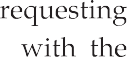 requesting
with the